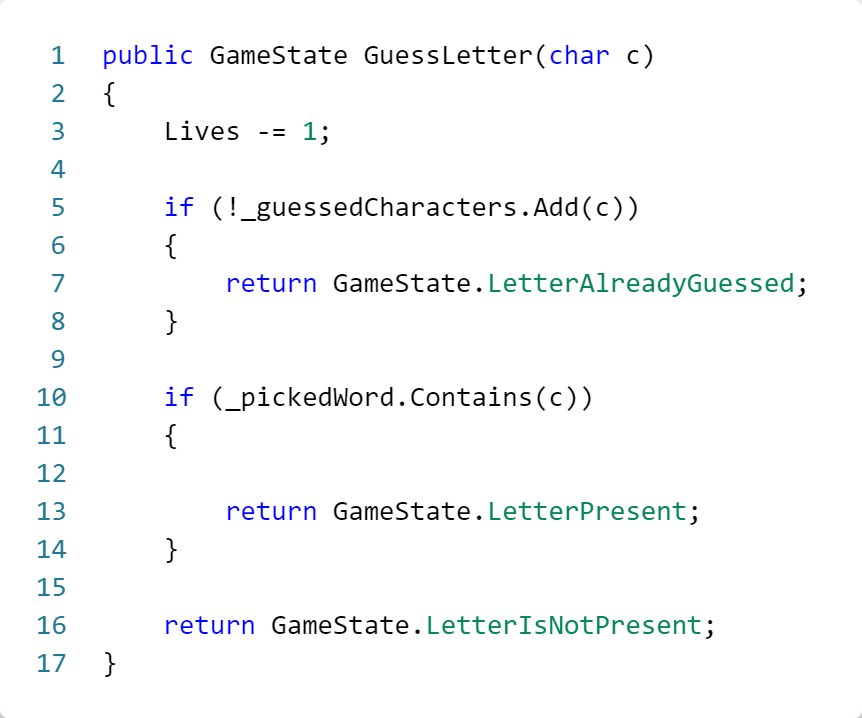 1 public GameState GuessLetter(char c)
2 {
3     Lives -= 1;
4
5     if (!_guessedCharacters.Add(c))
6     {
7         return GameState.LetterAlreadyGuessed;
8     }
9
10     if (_pickedWord.Contains(c))
11     {
12
13         return GameState.LetterPresent;
14     }
15
16     return GameState.LetterIsNotPresent;
17 }